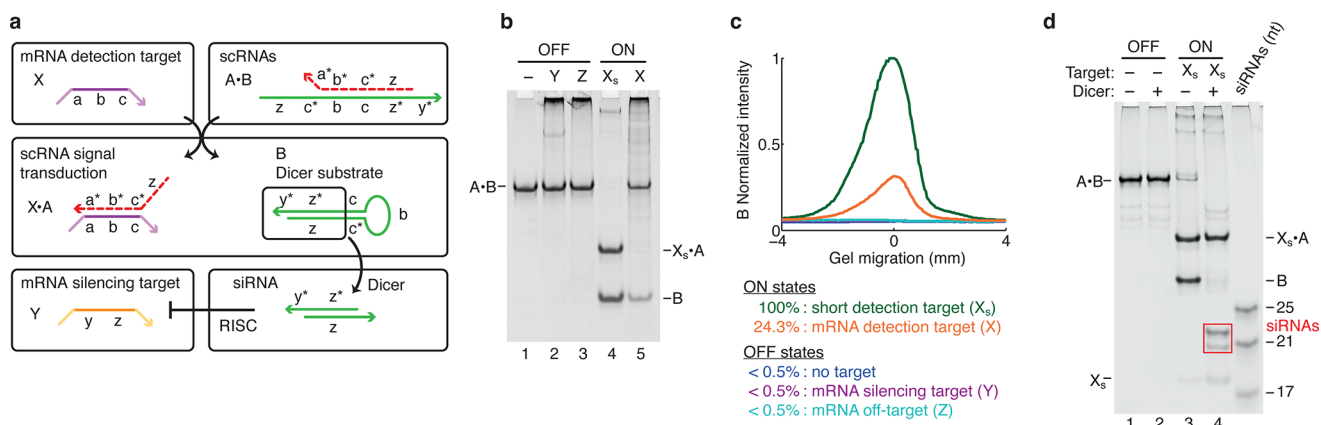 a
mRNA detection target
X
a b c
scRNAs
A•B
a* b* c* z
z c* b c z* y*
scRNA signal
transduction
X•A
z
a* b* c*
a b c
B
Dicer substrate
y* z* c
b
z c*
mRNA silencing target
Y
y z
RISC
siRNA
Dicer
y* z*
z
b
OFF ON
– Y Z Xs X
A•B–
–Xs•A
–B
1 2 3 4 5
c
B Normalized intensity
1
0.5
0
−4 0 4
Gel migration (mm)
ON states
100% : short detection target (Xs)
24.3% : mRNA detection target (X)
OFF states
< 0.5% : no target
< 0.5% : mRNA silencing target (Y)
< 0.5% : mRNA off-target (Z)
d
OFF ON
Target: – – Xs Xs
Dicer: – + – +
siRNAs (nt)
A•B–
–Xs•A
–B
–25
siRNAs
–21
Xs–
–17
1 2 3 4